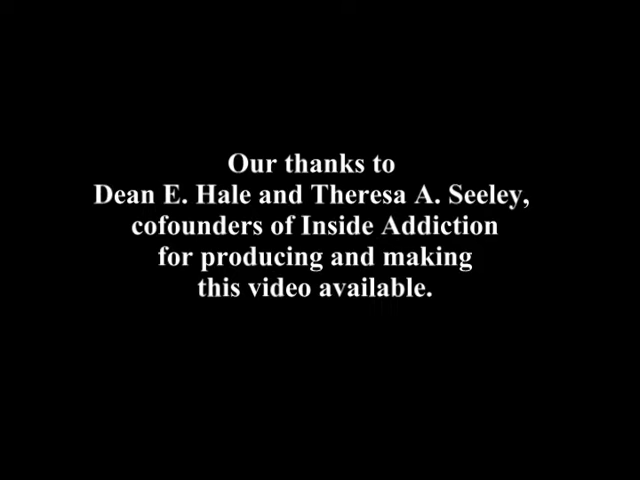 Our thanks to
Dean E. Hale and Theresa A. Seeley,
cofounders of Inside Addiction
for producing and making
this video available.